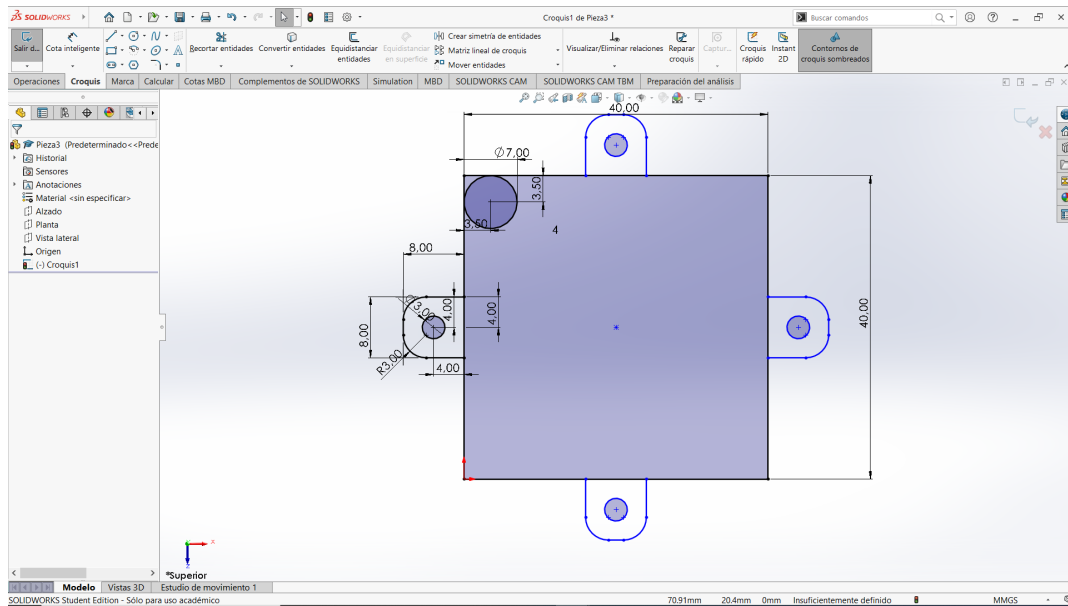 SOLIDWORKS
Croquis1 de Pieza3 *
Buscar comandos
Salir d...
Cota inteligente
Recortar entidades
Convertir entidades
Equidistanciar entidades
Equidistanciar en superficie
Crear simetría de entidades
Matriz lineal de croquis
Mover entidades
Visualizar/Eliminar relaciones
Reparar croquis
Captur...
Croquis rápido
Instant 2D
Contornos de croquis sombreados
Operaciones
Croquis
Marca
Calcular
Cotas MBD
Complementos de SOLIDWORKS
Simulation
MBD
SOLIDWORKS CAM
SOLIDWORKS CAM TBM
Preparación del análisis
Pieza3 (Predeterminado<<Prede
Historial
Sensores
Anotaciones
Material <sin especificar>
Alzado
Planta
Vista lateral
Origen
(-) Croquis1
40,00
∅7,00
3,50
3,50
4
8,00
∅3,00
4,00
4,00
8,00
40,00
R3,00
4,00
x
z
*Superior
Modelo
Vistas 3D
Estudio de movimiento 1
SOLIDWORKS Student Edition - Sólo para uso académico
70.91mm
20.4mm
0mm
Insuficientemente definido
MMGS